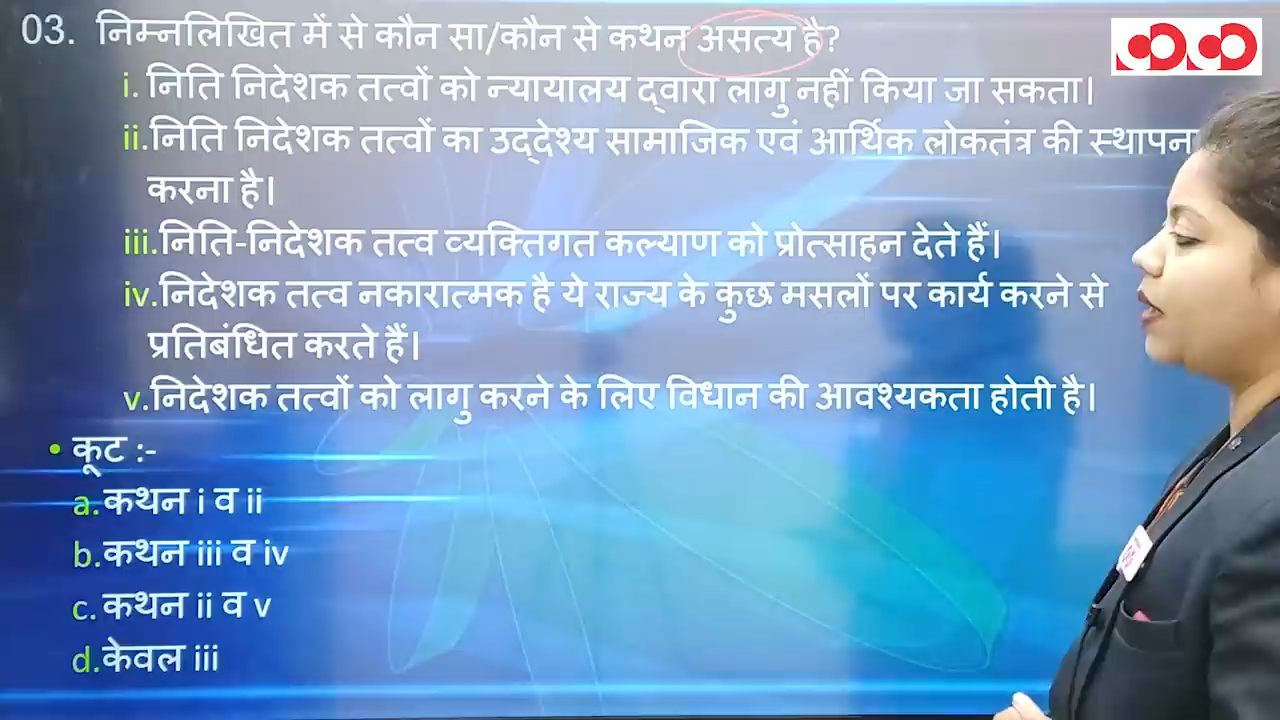 03. निम्नलिखित में से कौन सा/कौन से कथन असत्य है?
i. निति निदेशक तत्वों को न्यायालय द्वारा लागु नहीं किया जा सकता।
ii.निति निदेशक तत्वों का उद्देश्य सामाजिक एवं आर्थिक लोकतंत्र की स्थापन
करना है।
iii.निति-निदेशक तत्व व्यक्तिगत कल्याण को प्रोत्साहन देते हैं।
iv.निदेशक तत्व नकारात्मक है ये राज्य के कुछ मसलों पर कार्य करने से
प्रतिबंधित करते हैं।
v.निदेशक तत्वों को लागु करने के लिए विधान की आवश्यकता होती है।
• कूट :-
a.कथन i व ii
b.कथन iii व iv
c. कथन ii व v
d.केवल iii